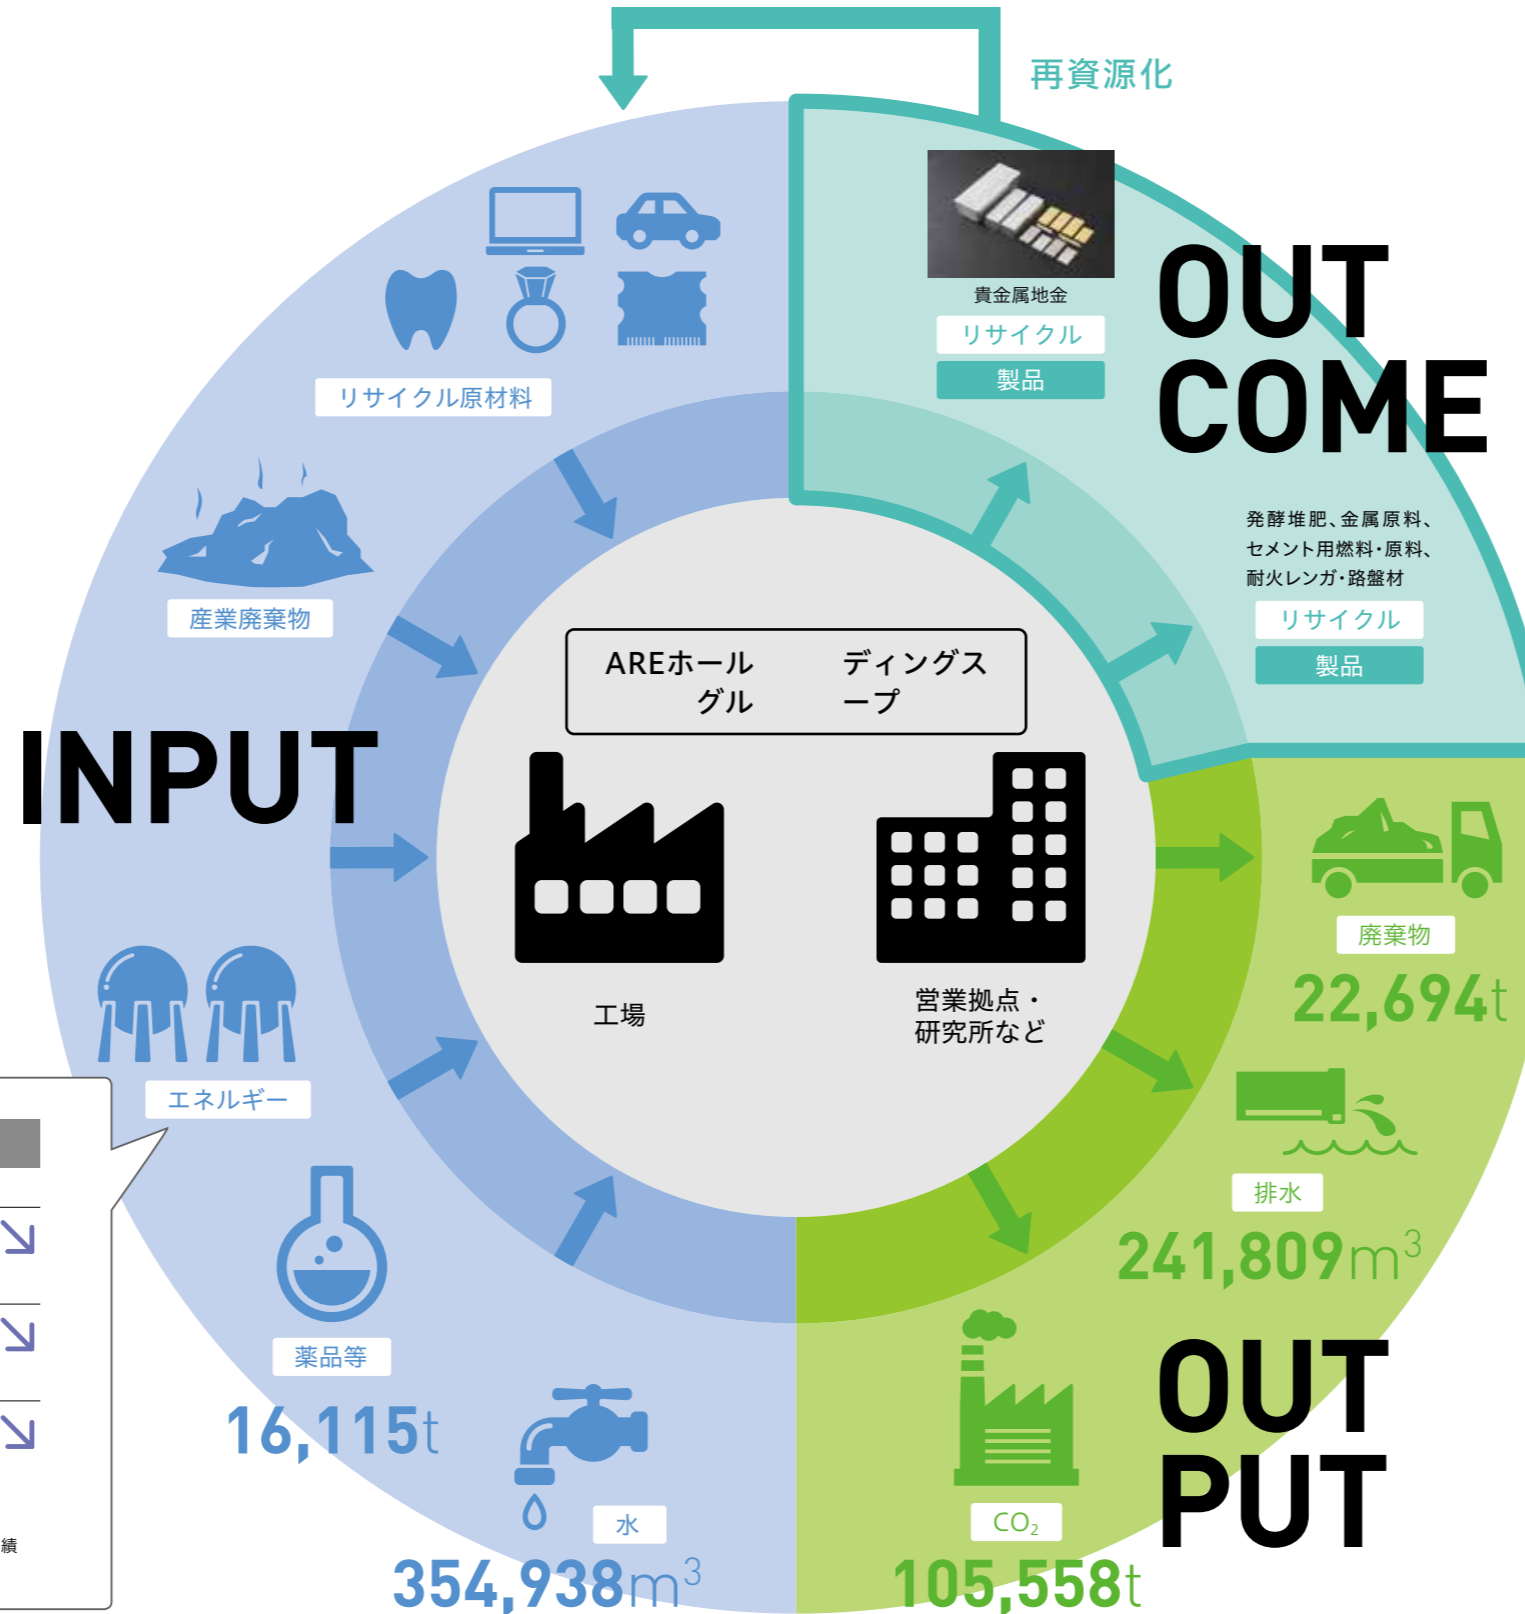 再資源化
貴金属地金
リサイクル
製品
OUT
COME
リサイクル原材料
発酵堆肥、金属原料、
セメント用燃料・原料、
耐火レンガ・路盤材
リサイクル
製品
産業廃棄物
AREホールディングス
グループ
INPUT
工場
営業拠点・
研究所など
廃棄物
22,694t
エネルギー
排水
241,809m³
薬品等
16,115t
OUT
PUT
水
354,938m³
CO₂
105,558t
績